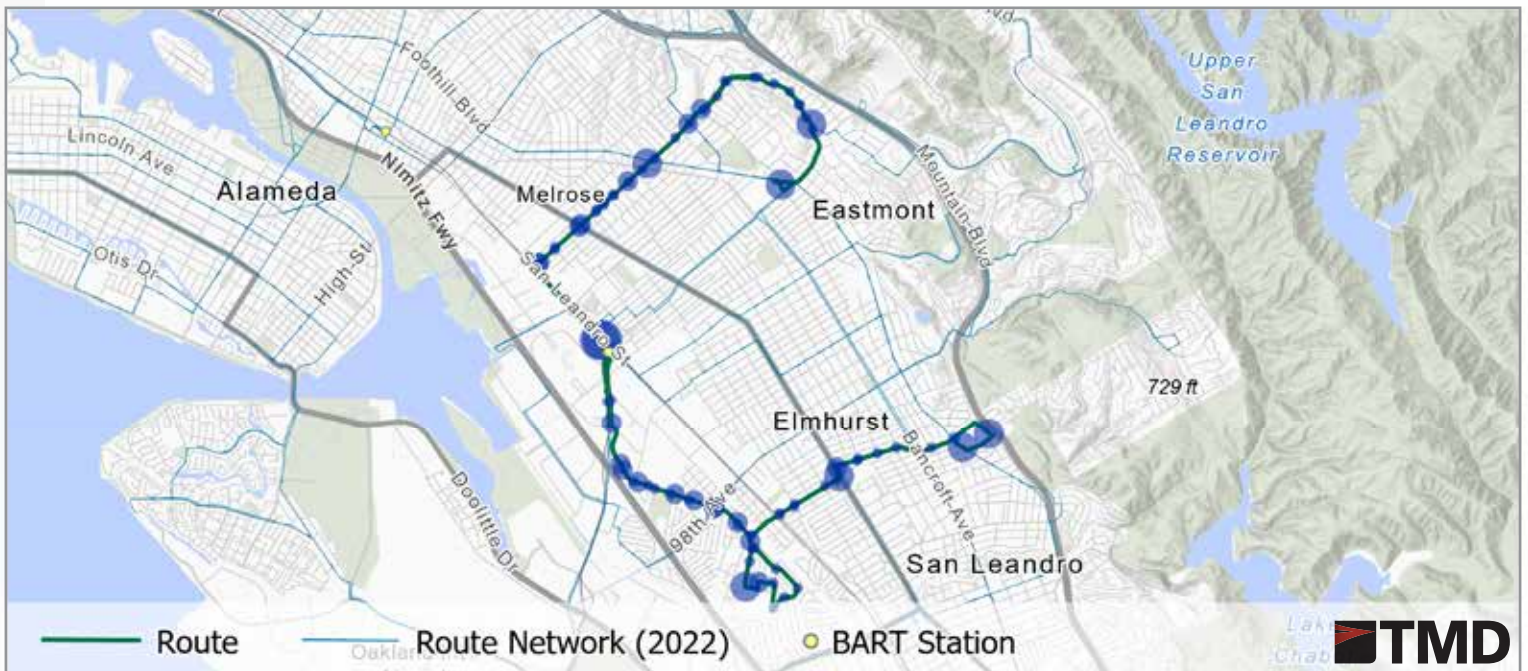 Foothill Blvd
Upper
San
Leandro
Reservoir
Lincoln Ave
Alameda
Nimitz Fwy
Melrose
Mountain-Blvd
Eastmont
Otis Dr
High-St
San-Leandro-St
729 ft
Elmhurst
Bancroft-Ave
Doolittle Dr
98th Ave
San Leandro
Route
Route Network (2022)
BART Station
Lake
Chab
TMD